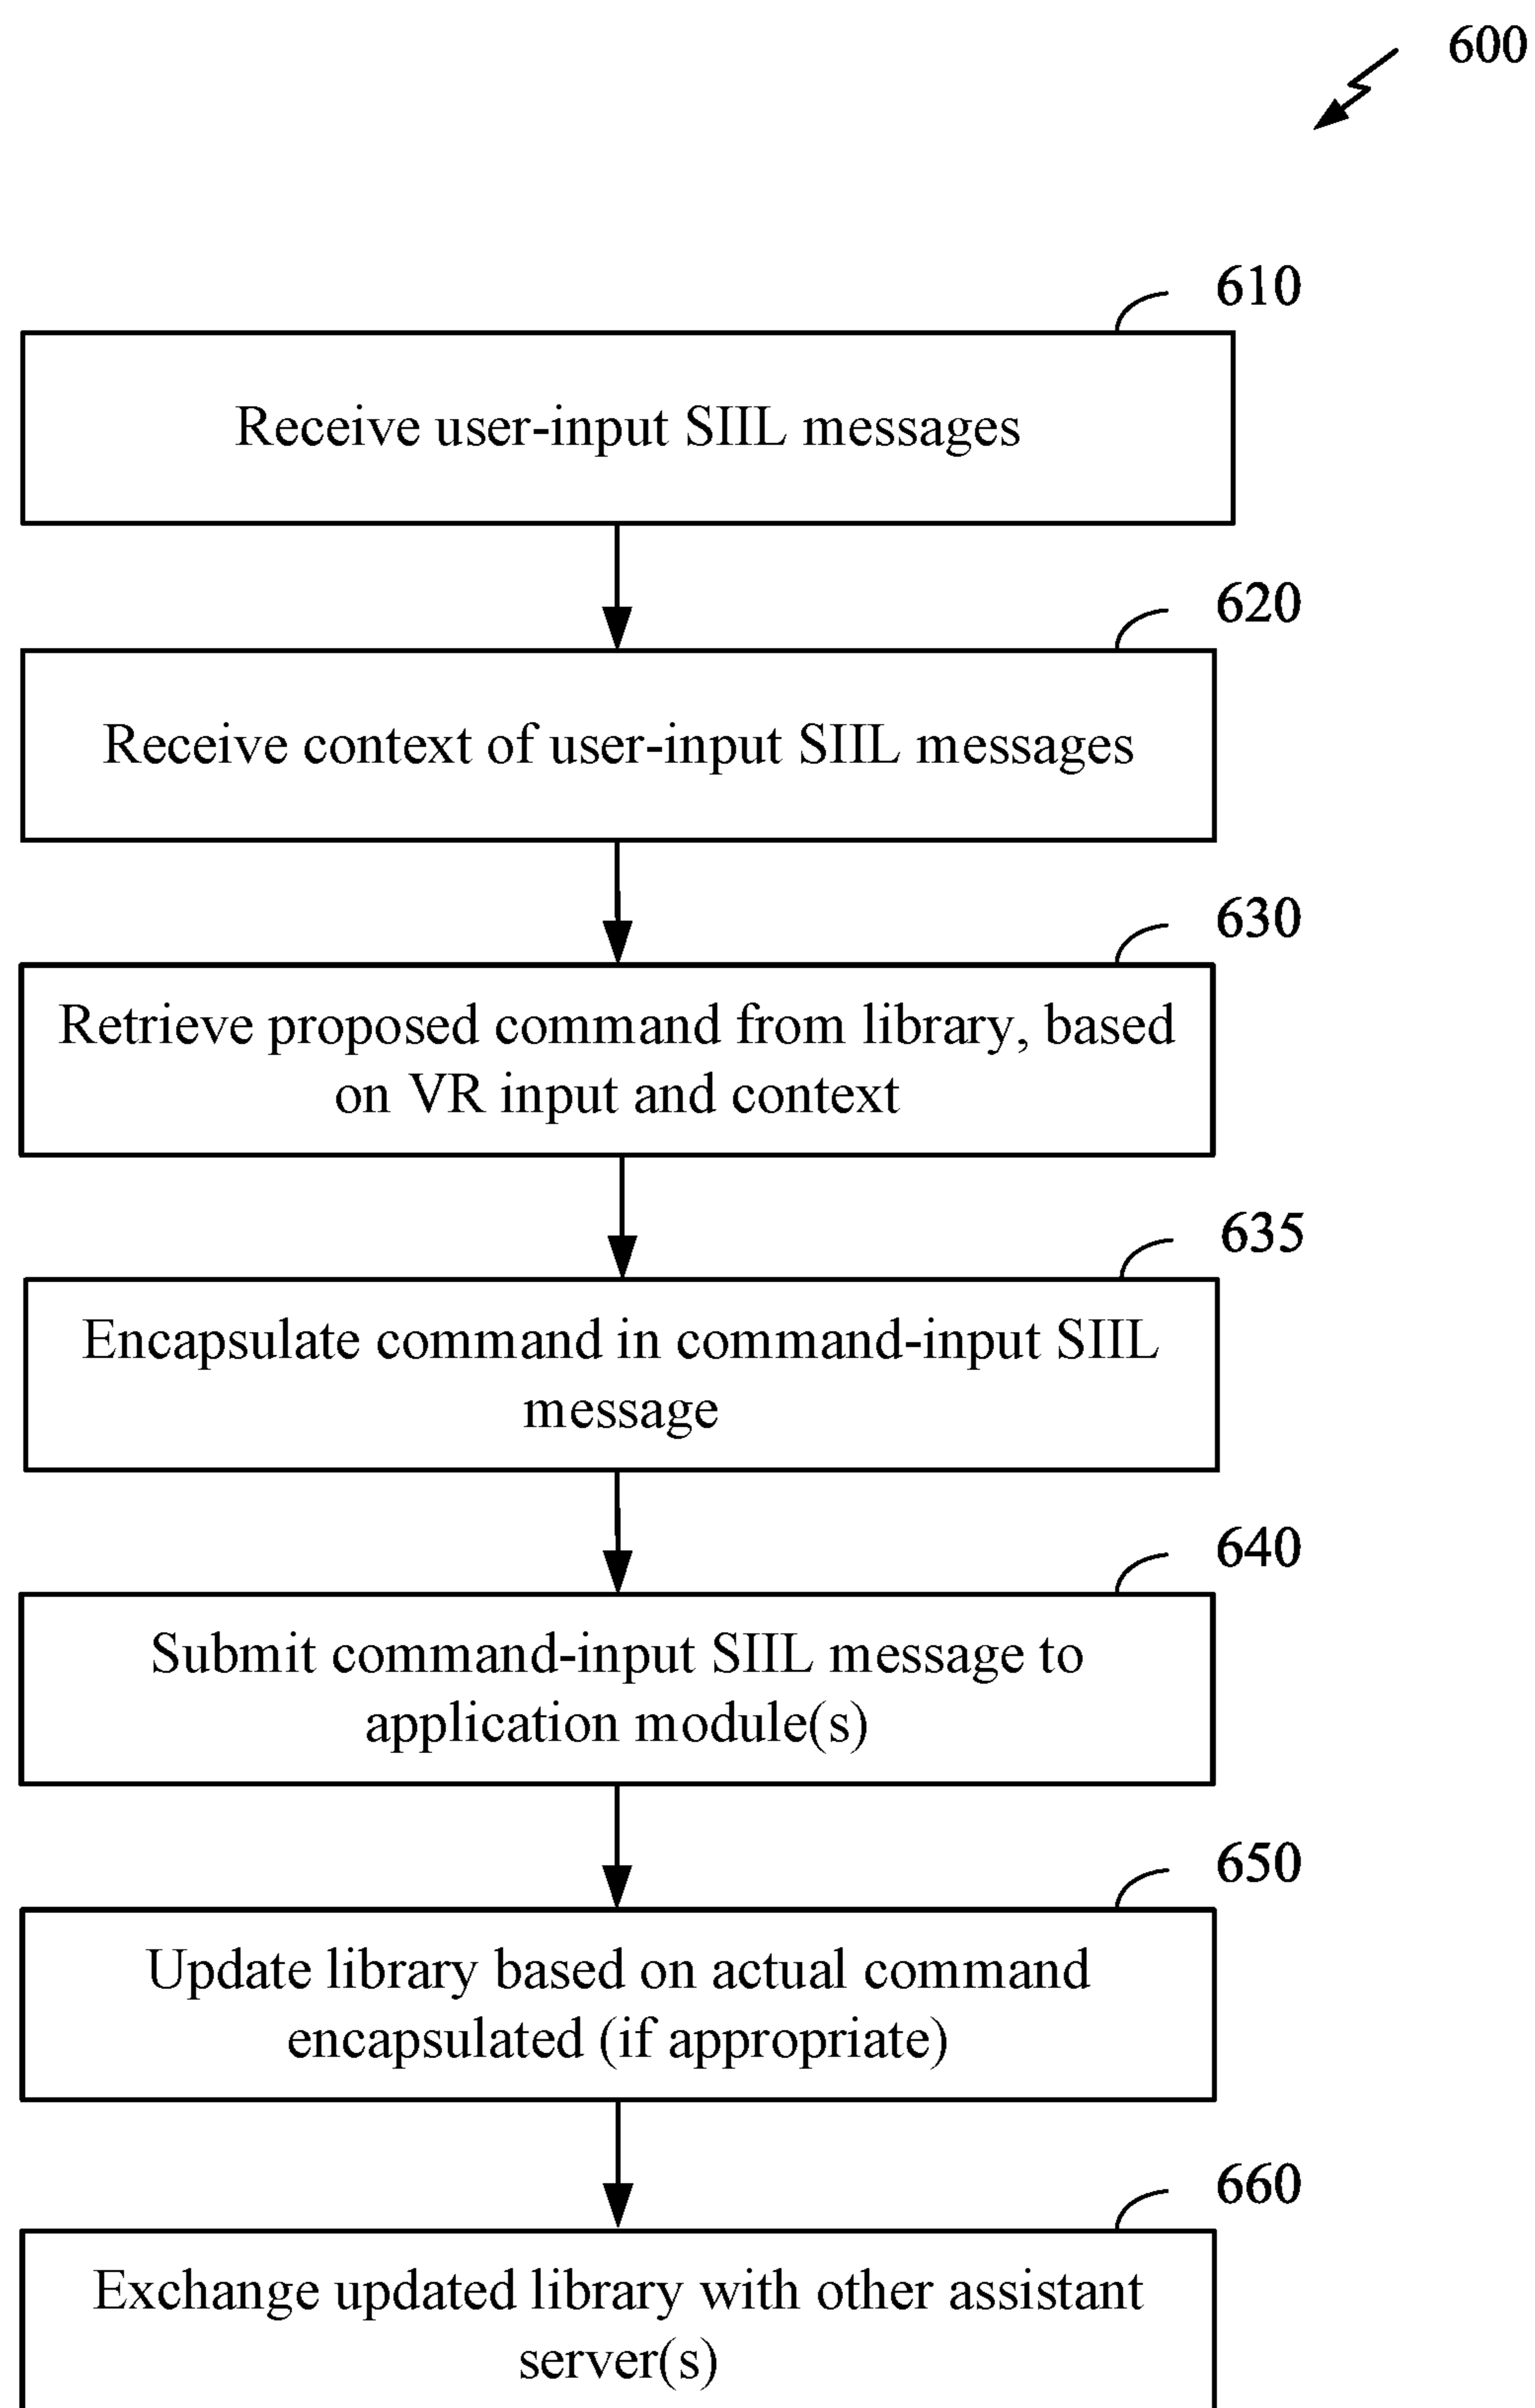 600
610
Receive user-input SIIL messages
620
Receive context of user-input SIIL messages
630
Retrieve proposed command from library, based
on VR input and context
635
Encapsulate command in command-input SIIL
message
640
Submit command-input SIIL message to
application module(s)
650
Update library based on actual command
encapsulated (if appropriate)
660
Exchange updated library with other assistant
server(s)